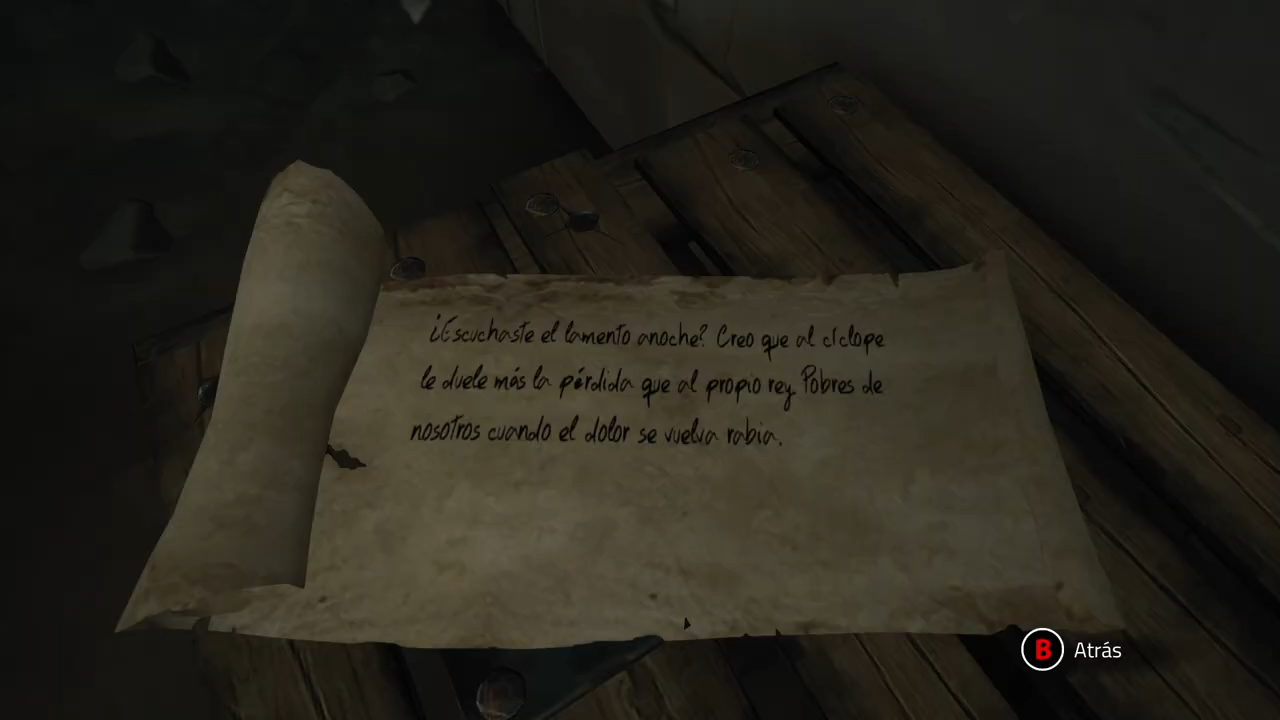 ¿Escuchaste el lamento anoche? Creo que al cíclope
le duele más la pérdida que al propio rey. Pobres de
nosotros cuando el dolor se vuelva rabia.
B Atrás